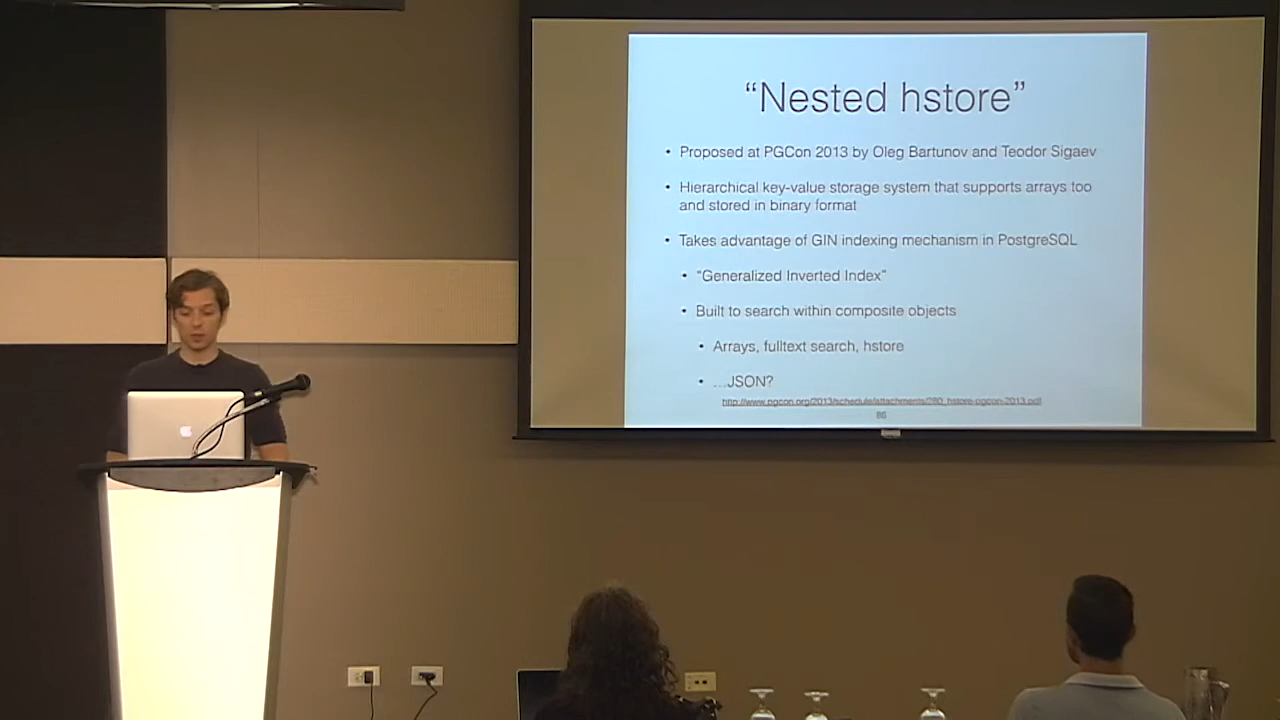 “Nested hstore”
• Proposed at PGCon 2013 by Oleg Bartunov and Teodor Sigaev
• Hierarchical key-value storage system that supports arrays too
and stored in binary format
• Takes advantage of GIN indexing mechanism in PostgreSQL
• “Generalized Inverted Index”
• Built to search within composite objects
• Arrays, fulltext search, hstore
• …JSON?
http://www.pgcon.org/2013/schedule/attachments/280_hstore-pgcon-2013.pdf
86